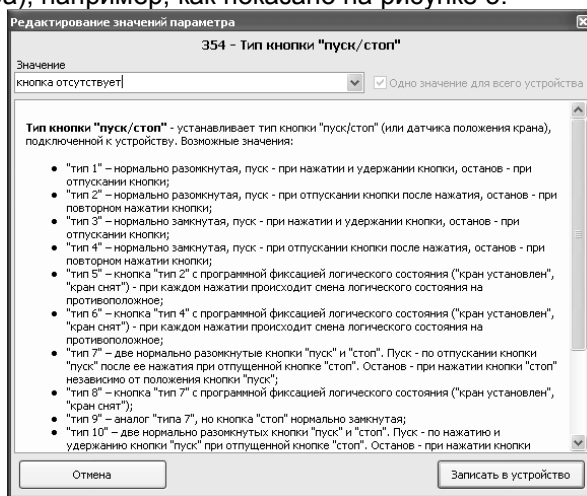 а), например, как показано на рисунке 3.
Редактирование значений параметра
354 - Тип кнопки "пуск/стоп"
Значение
кнопка отсутствует
Одно значение для всего устройства
Тип кнопки "пуск/стоп" - устанавливает тип кнопки "пуск/стоп" (или датчика положения крана),
подключенной к устройству. Возможные значения:
• "тип 1" – нормально разомкнутая, пуск - при нажатии и удержании кнопки, останов - при
отпускании кнопки;
• "тип 2" – нормально разомкнутая, пуск - при отпускании кнопки после нажатия, останов - при
повторном нажатии кнопки;
• "тип 3" – нормально замкнутая, пуск - при нажатии и удержании кнопки, останов - при
отпускании кнопки;
• "тип 4" – нормально замкнутая, пуск - при отпускании кнопки после нажатия, останов - при
повторном нажатии кнопки;
• "тип 5" – кнопка "тип 2" с программной фиксацией логического состояния ("кран установлен",
"кран снят") - при каждом нажатии происходит смена логического состояния на
противоположное;
• "тип 6" – кнопка "тип 4" с программной фиксацией логического состояния ("кран установлен",
"кран снят") - при каждом нажатии происходит смена логического состояния на
противоположное;
• "тип 7" – две нормально разомкнутые кнопки "пуск" и "стоп". Пуск - по отпускании кнопки
"пуск" после ее нажатия при отпущенной кнопке "стоп". Останов - при нажатии кнопки "стоп"
независимо от положения кнопки "пуск";
• "тип 8" – кнопка "тип 7" с программной фиксацией логического состояния ("кран установлен",
"кран снят");
• "тип 9" – аналог "типа 7", но кнопка "стоп" нормально замкнутая;
• "тип 10" – две нормально разомкнутых кнопки "пуск" и "стоп". Пуск - по нажатию и
удержанию кнопки "пуск" при отпущенной кнопке "стоп". Останов - при нажатии кнопки
Отмена
Записать в устройство